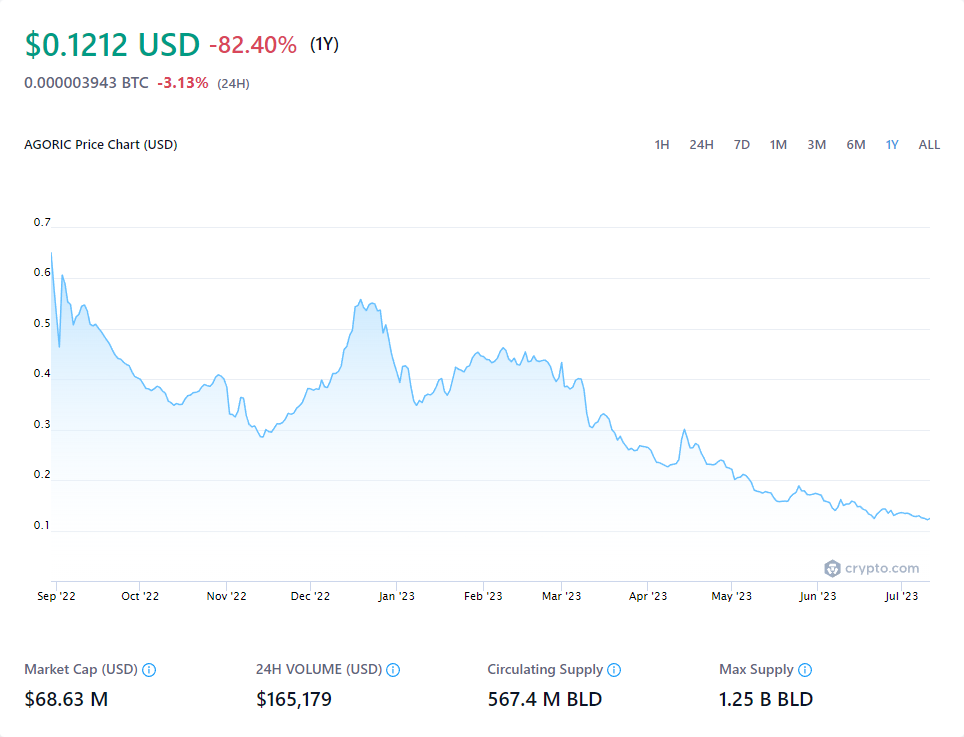 $0.1212 USD -82.40% (1Y)
0.000003943 BTC -3.13% (24H)
AGORIC Price Chart (USD)
1H 24H 7D 1M 3M 6M 1Y ALL
0.7
0.6
0.5
0.4
0.3
0.2
0.1
crypto.com
Sep '22 Oct '22 Nov '22 Dec '22 Jan '23 Feb '23 Mar '23 Apr '23 May '23 Jun '23 Jul '23
Market Cap (USD) 24H VOLUME (USD) Circulating Supply Max Supply
$68.63 M $165,179 567.4 M BLD 1.25 B BLD